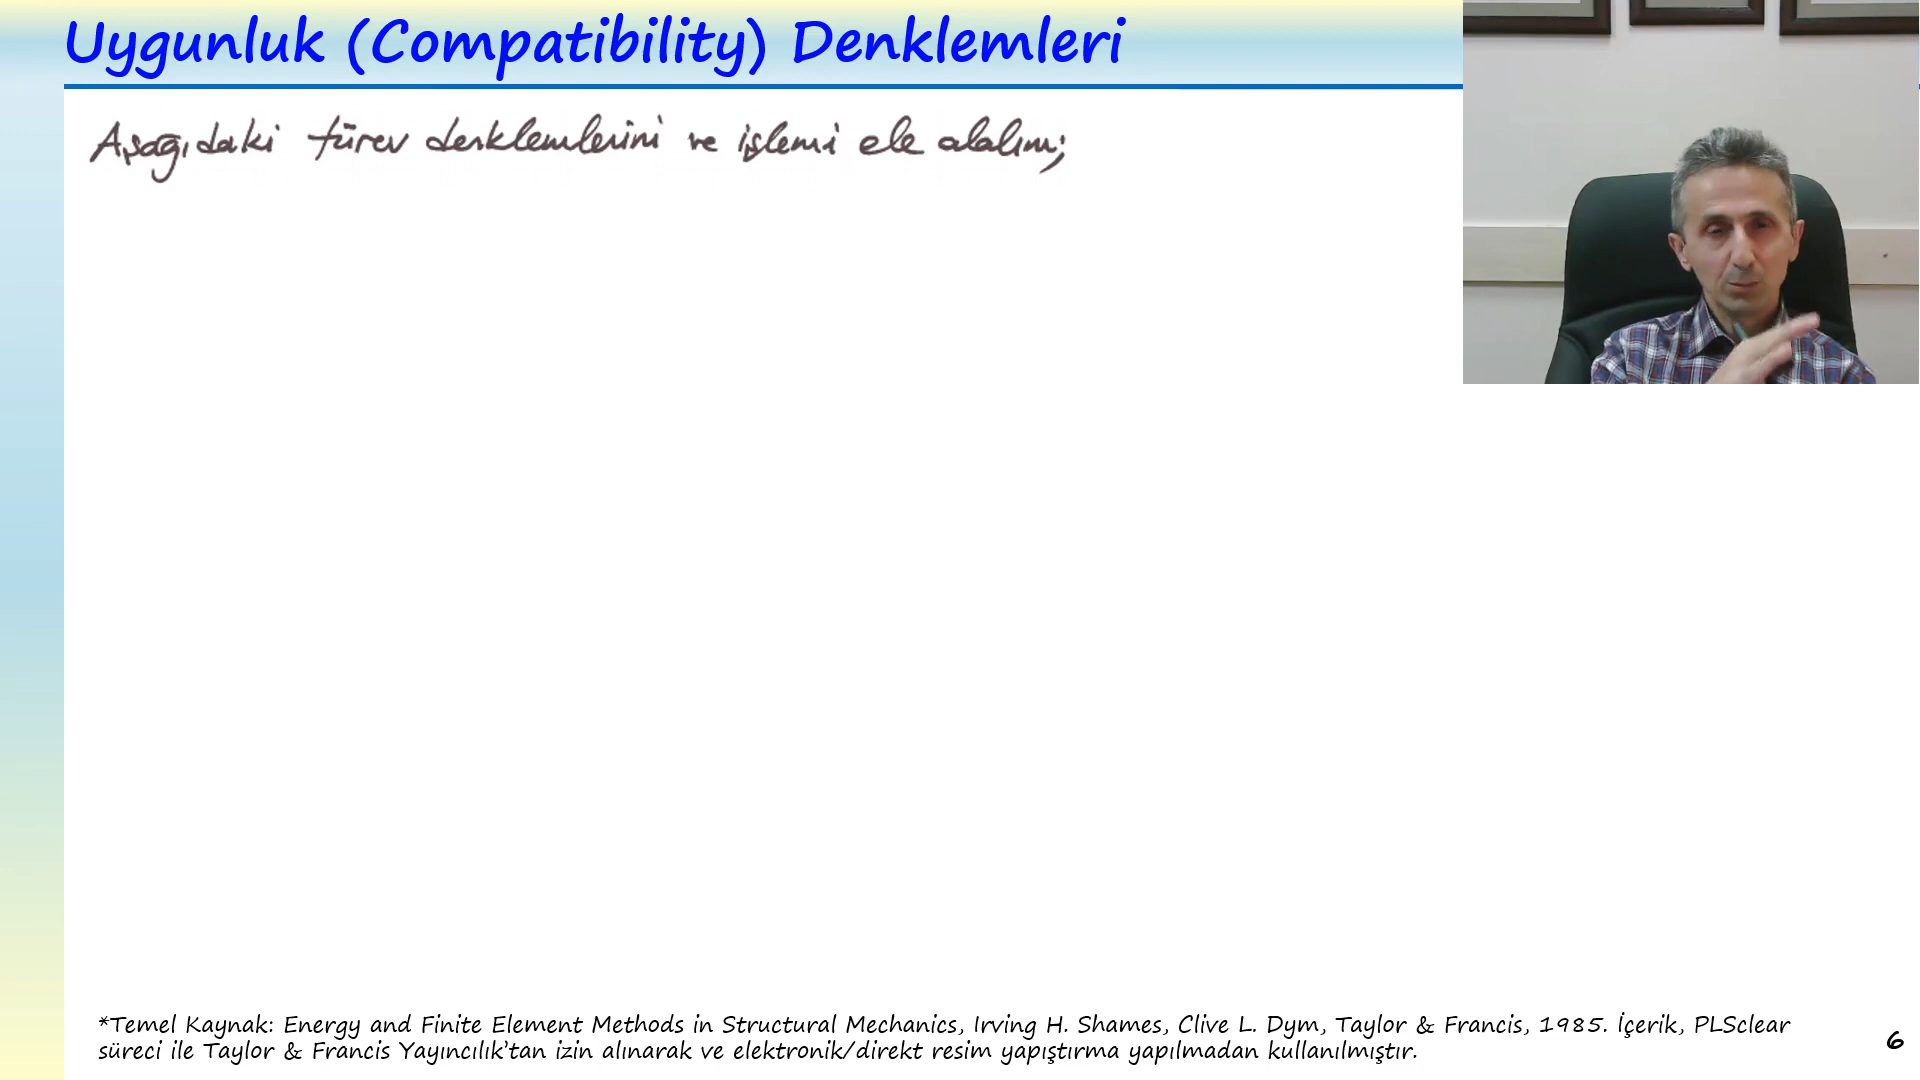 Uygunluk (Compatibility) Denklemleri
Aşağıdaki türev denklemlerini ve işlemi ele alalım;
*Temel Kaynak: Energy and Finite Element Methods in Structural Mechanics, Irving H. Shames, Clive L. Dym, Taylor & Francis, 1985. İçerik, PLSclear
süreci ile Taylor & Francis Yayıncılık'tan izin alınarak ve elektronik/direkt resim yapıştırma yapılmadan kullanılmıştır.
6